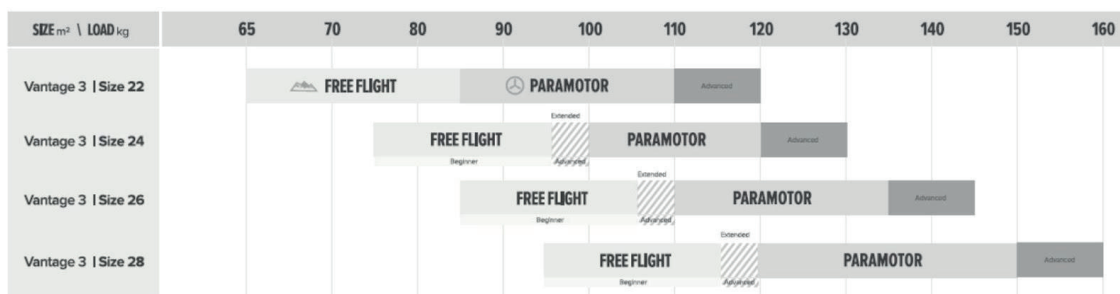 SIZE m² \ LOAD kg 65 70 80 90 100 110 120 130 140 150 160
Vantage 3 | Size 22 FREE FLIGHT PARAMOTOR Advanced
Extended
Vantage 3 | Size 24 FREE FLIGHT PARAMOTOR Advanced
Beginner Advanced
Extended
Vantage 3 | Size 26 FREE FLIGHT PARAMOTOR Advanced
Beginner Advanced
Extended
Vantage 3 | Size 28 FREE FLIGHT PARAMOTOR Advanced
Beginner Advanced